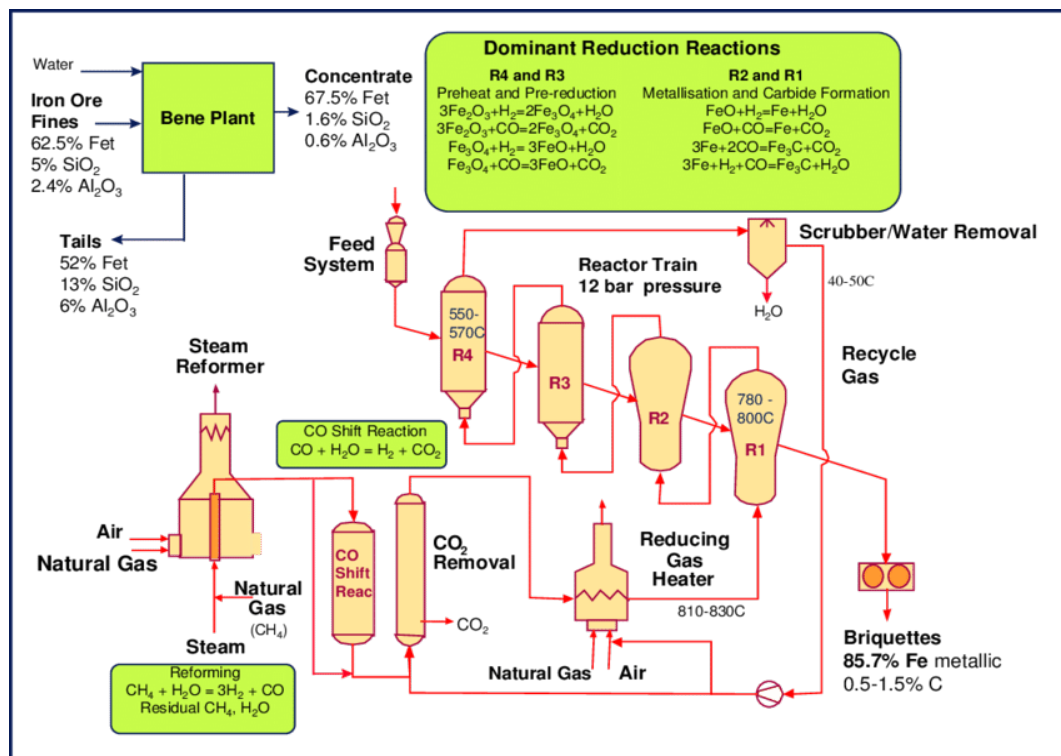 Water
Iron Ore
Fines
62.5% Fet
5% SiO₂
2.4% Al₂O₃
Bene Plant
Concentrate
67.5% Fet
1.6% SiO₂
0.6% Al₂O₃
Tails
52% Fet
13% SiO₂
6% Al₂O₃
Dominant Reduction Reactions
R4 and R3
Preheat and Pre-reduction
3Fe₂O₃+H₂=2Fe₃O₄+H₂O
3Fe₂O₃+CO=2Fe₃O₄+CO₂
Fe₃O₄+H₂= 3FeO+H₂O
Fe₃O₄+CO=3FeO+CO₂
R2 and R1
Metallisation and Carbide Formation
FeO+H₂=Fe+H₂O
FeO+CO=Fe+CO₂
3Fe+2CO=Fe₃C+CO₂
3Fe+H₂+CO=Fe₃C+H₂O
Feed
System
Reactor Train
12 bar pressure
Scrubber/Water Removal
40-50C
H₂O
Recycle
Gas
550-
570C
R4
R3
R2
780 -
800C
R1
Steam
Reformer
CO Shift Reaction
CO + H₂O = H₂ + CO₂
Air
Natural Gas
Natural
Gas
(CH₄)
Steam
Reforming
CH₄ + H₂O = 3H₂ + CO
Residual CH₄, H₂O
CO
Shift
Reac
CO₂
Removal
CO₂
Reducing
Gas
Heater
810-830C
Natural Gas
Air
Briquettes
85.7% Fe metallic
0.5-1.5% C